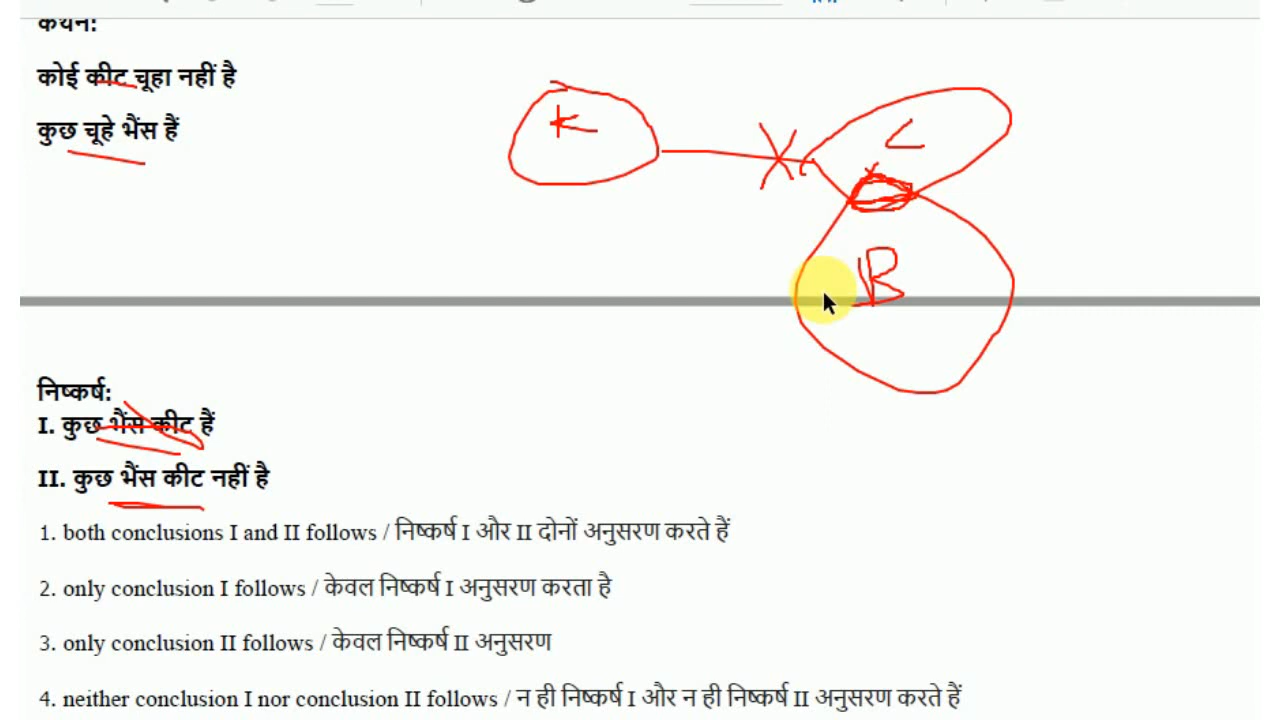 कथन:
कोई कीट चूहा नहीं है
कुछ चूहे भैंस हैं
K
C
B
निष्कर्ष:
I. कुछ भैंस कीट हैं
II. कुछ भैंस कीट नहीं है
1. both conclusions I and II follows / निष्कर्ष I और II दोनों अनुसरण करते हैं
2. only conclusion I follows / केवल निष्कर्ष I अनुसरण करता है
3. only conclusion II follows / केवल निष्कर्ष II अनुसरण
4. neither conclusion I nor conclusion II follows / न ही निष्कर्ष I और न ही निष्कर्ष II अनुसरण करते हैं